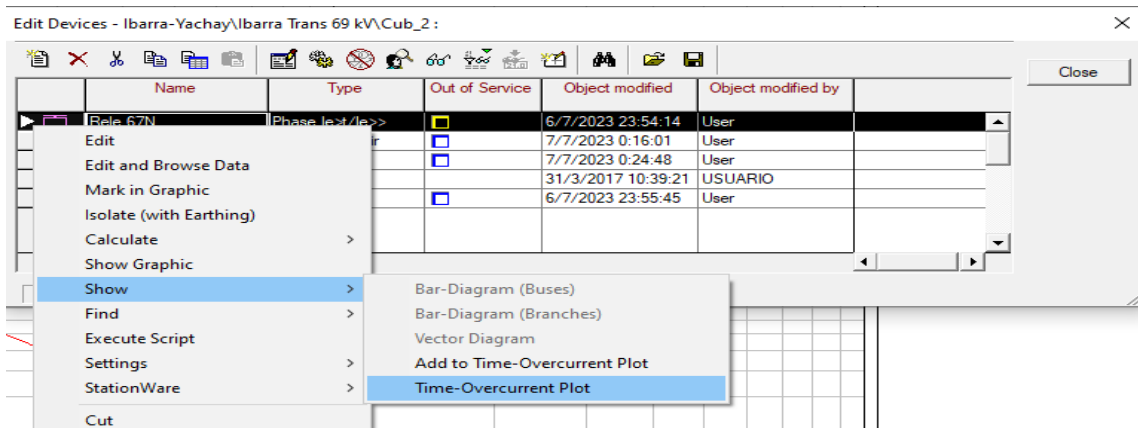 Edit Devices - Ibarra-Yachay\Ibarra Trans 69 kV\Cub_2 :
Close
Name Type Out of Service Object modified Object modified by
Rele 67N Phase Ie>t/Ie>> 6/7/2023 23:54:14 User
ir 7/7/2023 0:16:01 User
7/7/2023 0:24:48 User
31/3/2017 10:39:21 USUARIO
6/7/2023 23:55:45 User
Edit
Edit and Browse Data
Mark in Graphic
Isolate (with Earthing)
Calculate >
Show Graphic
Show >
Find >
Execute Script
Settings >
StationWare >
Cut
Bar-Diagram (Buses)
Bar-Diagram (Branches)
Vector Diagram
Add to Time-Overcurrent Plot
Time-Overcurrent Plot